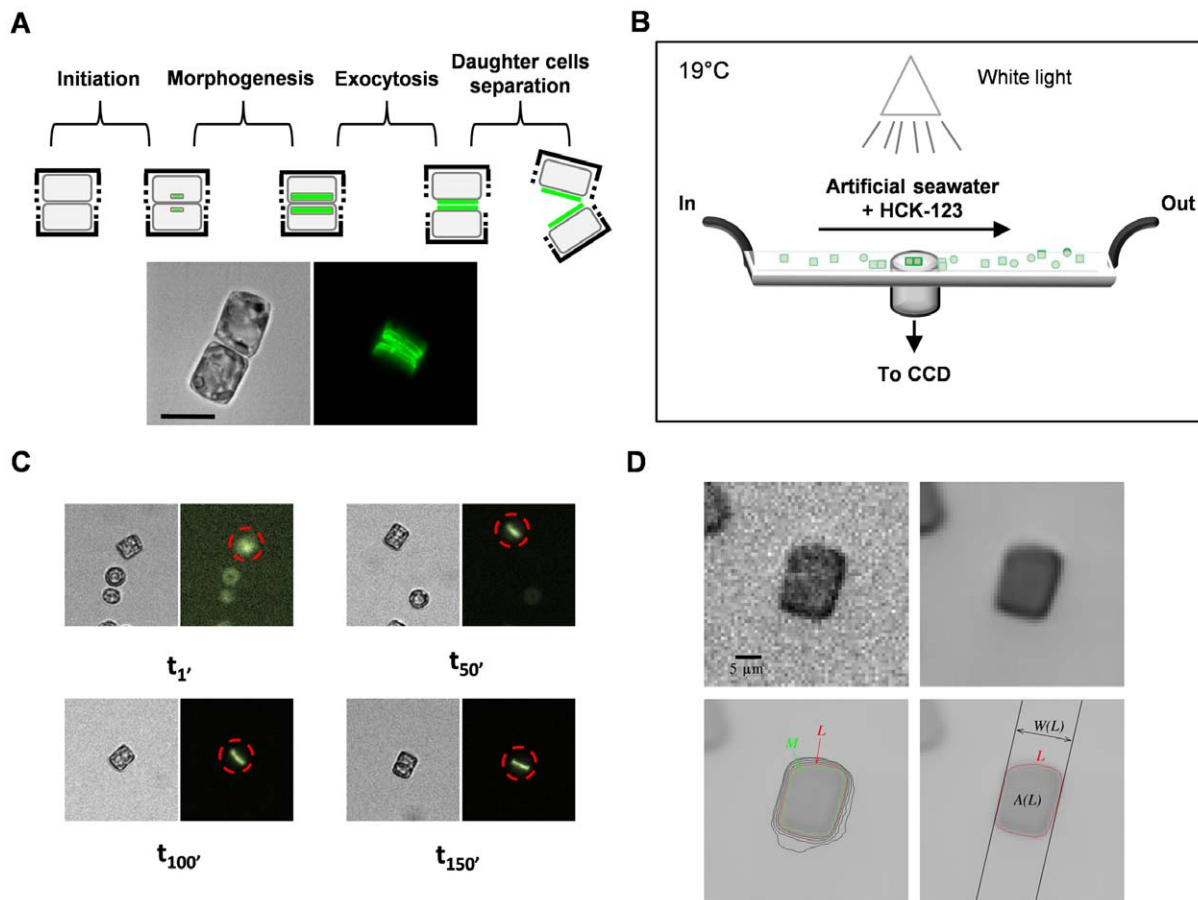 A
Initiation
Morphogenesis
Exocytosis
Daughter cells
separation
B
19°C
White light
Artificial seawater
+ HCK-123
In
Out
To CCD
C
t1'
t50'
t100'
t150'
D
5 μm
M
L
W(L)
L
A(L)